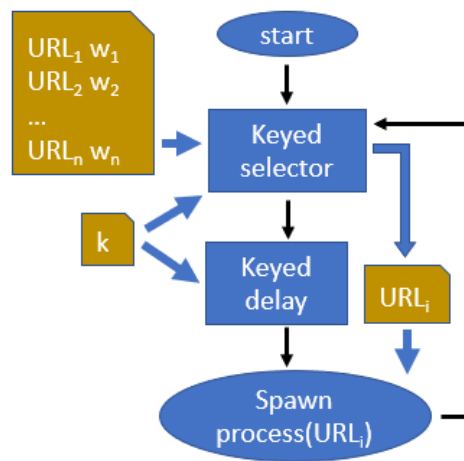 start
URL₁ w₁
URL₂ w₂
...
URLₙ wₙ
Keyed
selector
k
Keyed
delay
URLᵢ
Spawn
process(URLᵢ)